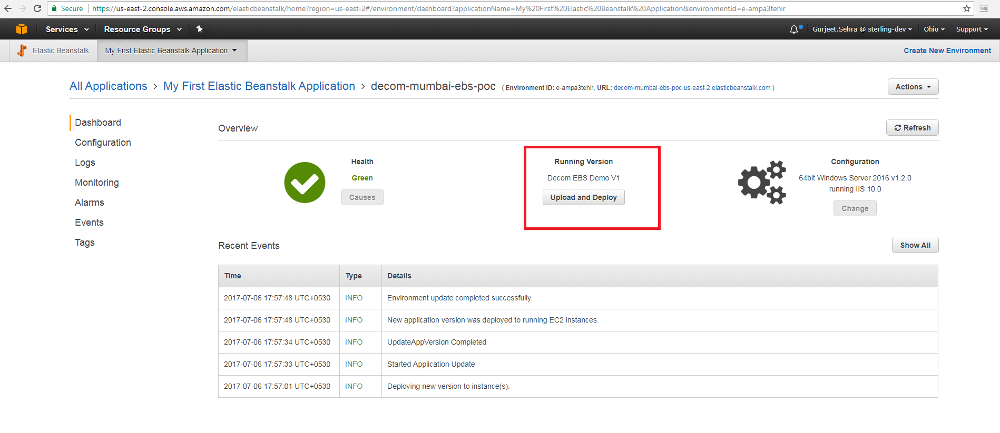 Secure https://us-east-2.console.aws.amazon.com/elasticbeanstalk/home?region=us-east-2#/environment/dashboard?applicationName=My%20First%20Elastic%20Beanstalk%20Application&environmentId=e-ampa3tehir
Services Resource Groups Gurjeet.Sehra @ sterling-dev Ohio Support
Elastic Beanstalk My First Elastic Beanstalk Application Create New Environment
All Applications > My First Elastic Beanstalk Application > decom-mumbai-ebs-poc ( Environment ID: e-ampa3tehir, URL: decom-mumbai-ebs-poc.us-east-2.elasticbeanstalk.com ) Actions
Dashboard
Configuration
Logs
Monitoring
Alarms
Events
Tags
Overview Refresh
Health
Green
Causes
Running Version
Decom EBS Demo V1
Upload and Deploy
Configuration
64bit Windows Server 2016 v1.2.0
running IIS 10.0
Change
Recent Events Show All
Time Type Details
2017-07-06 17:57:48 UTC+0530 INFO Environment update completed successfully.
2017-07-06 17:57:48 UTC+0530 INFO New application version was deployed to running EC2 instances.
2017-07-06 17:57:34 UTC+0530 INFO UpdateAppVersion Completed
2017-07-06 17:57:33 UTC+0530 INFO Started Application Update
2017-07-06 17:57:01 UTC+0530 INFO Deploying new version to instance(s).